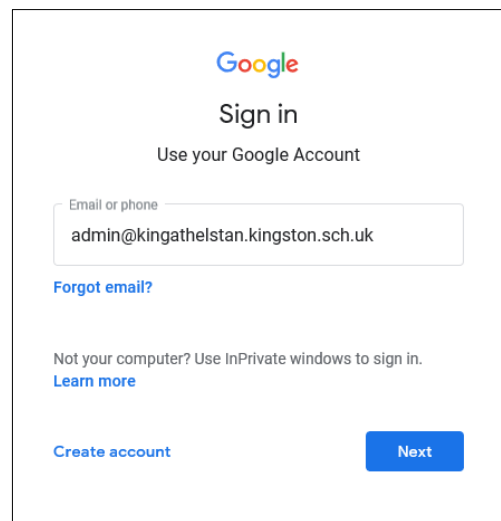 Google
Sign in
Use your Google Account
Email or phone
admin@kingathelstan.kingston.sch.uk
Forgot email?
Not your computer? Use InPrivate windows to sign in.
Learn more
Create account
Next